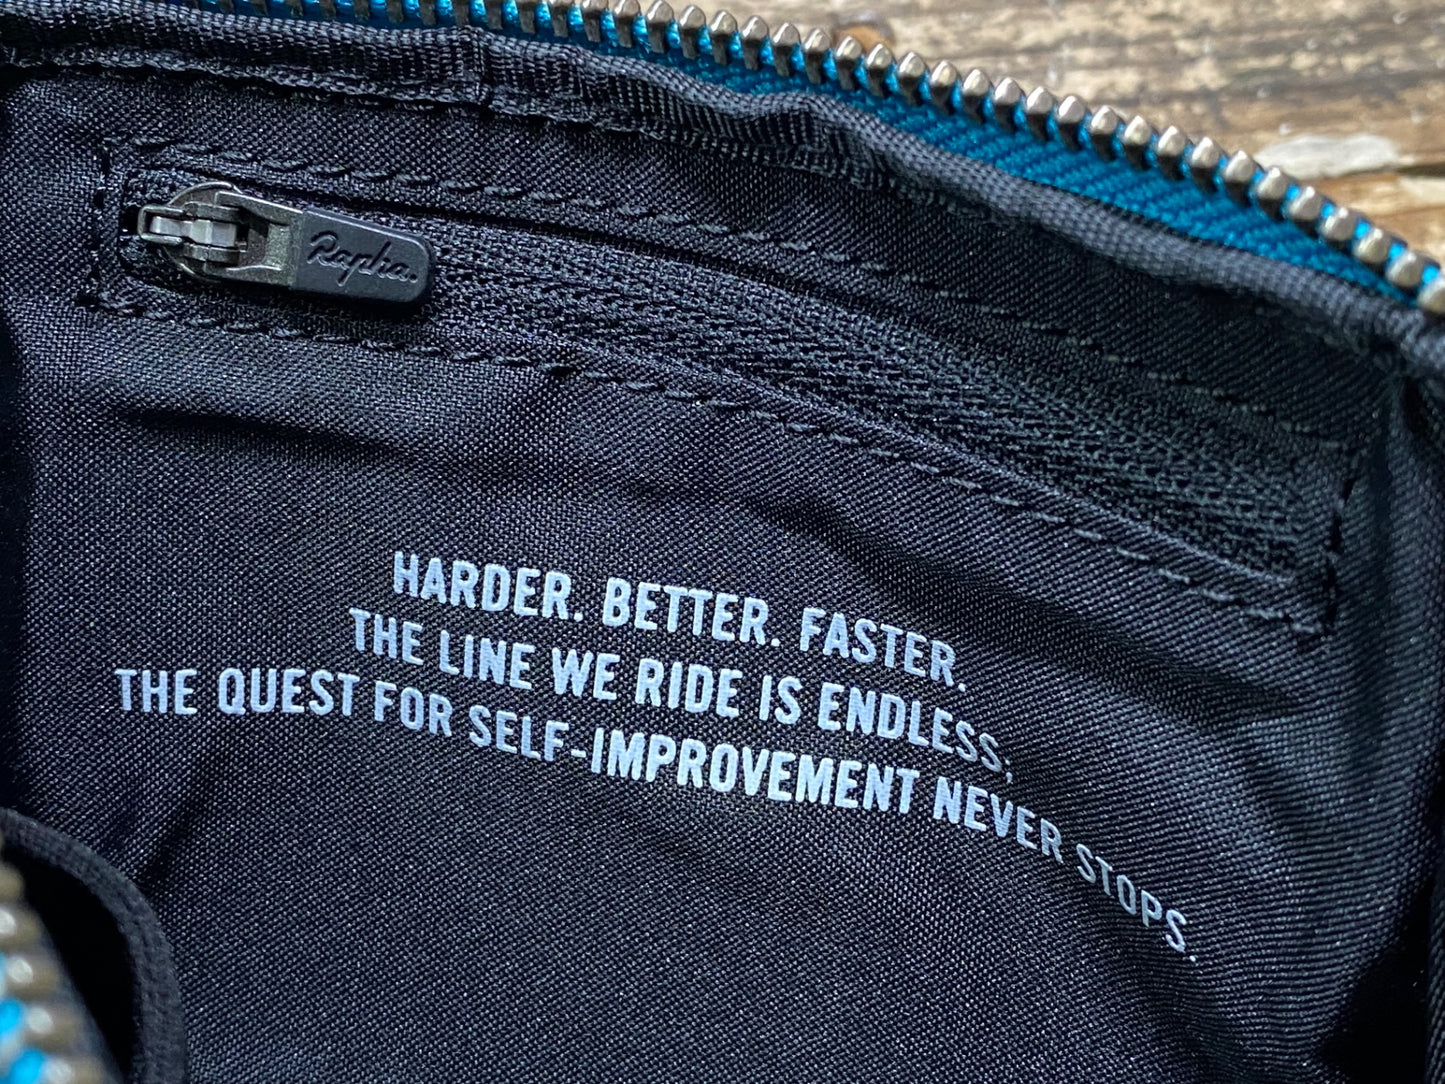 Rapha.
HARDER. BETTER. FASTER.
THE LINE WE RIDE IS ENDLESS,
THE QUEST FOR SELF-IMPROVEMENT NEVER STOPS.